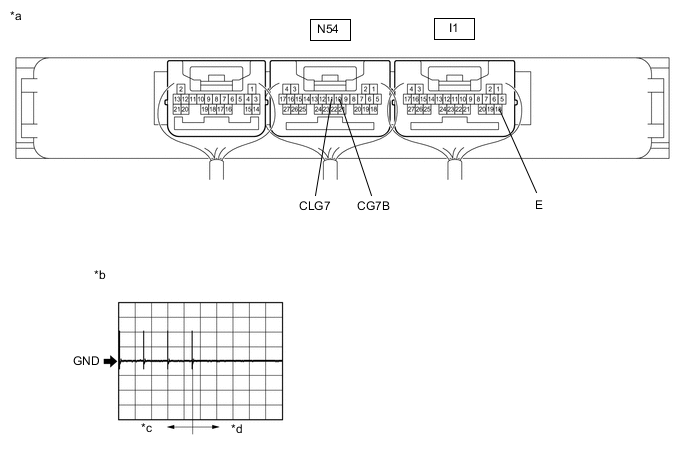 *a
N54
I1
2 1
4 3 2 1
4 3 2 1
13 12 11 10 9 8 7 6 5 4 3
17 16 15 14 13 12 11 10 9 8 7 6 5
17 16 15 14 13 12 11 10 9 8 7 6 5
21 20 19 18 17 16 15 14
27 26 25 24 23 22 21 20 19 18
27 26 25 24 23 22 21 20 19 18
CLG7
CG7B
E
*b
GND
*c
*d